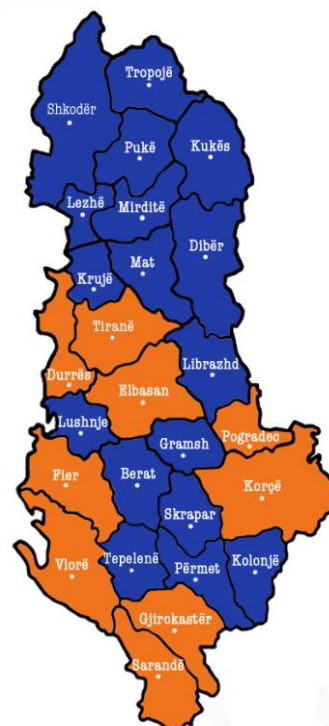 Tropojë
Shkodër
Pukë
Kukës
Lezhë
Mirditë
Dibër
Mat
Krujë
Tiranë
Librazhd
Durrës
Elbasan
Lushnje
Gramsh
Pogradec
Fier
Berat
Korçë
Skrapar
Vlorë
Tepelenë
Përmet
Kolonjë
Gjirokastër
Sarandë